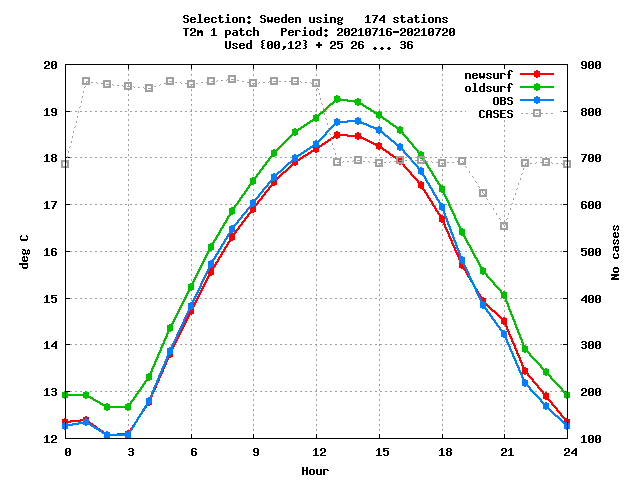 Selection: Sweden using   174 stations
T2m 1 patch   Period: 20210716-20210720
Used {00,12} + 25 26 ... 36
newsurf
oldsurf
OBS
CASES
20
19
18
17
16
15
14
13
12
900
800
700
600
500
400
300
200
100
deg C
No cases
0 3 6 9 12 15 18 21 24
Hour